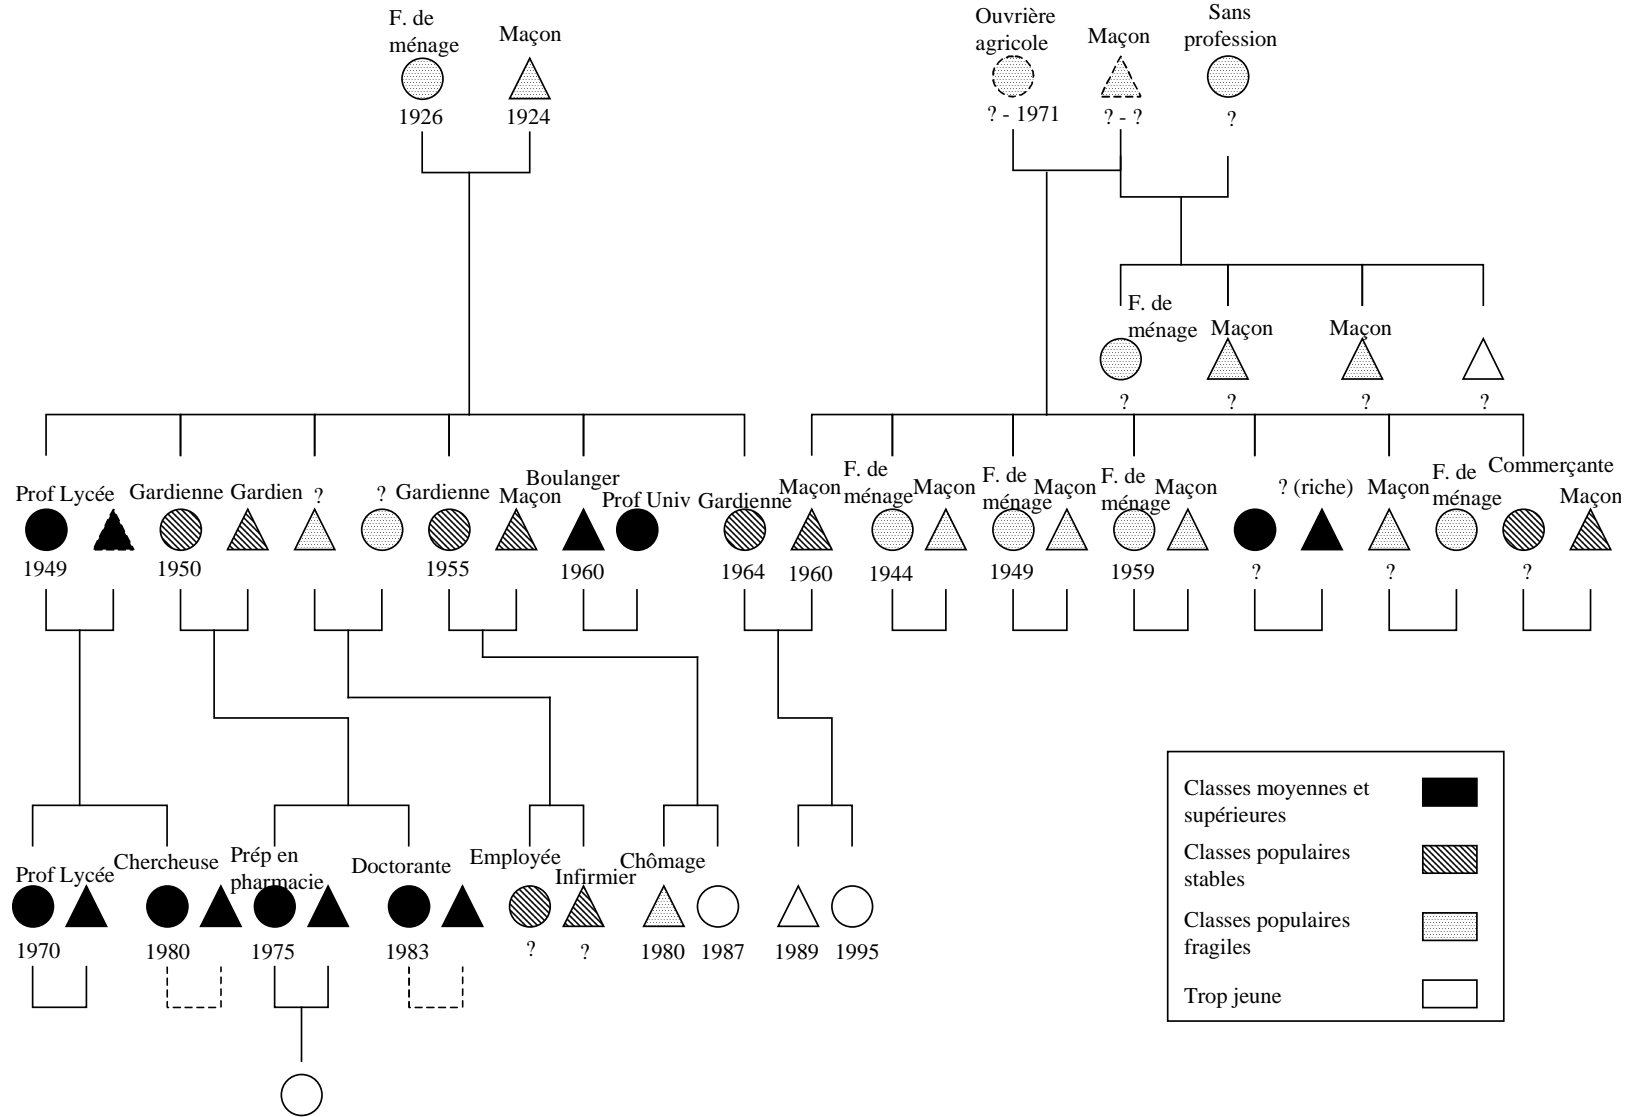 F. de
ménage
Maçon
Ouvrière
agricole
Maçon
Sans
profession
1926
1924
? - 1971
? - ?
?
F. de
ménage
Maçon
Maçon
?
?
?
?
Prof Lycée
Gardienne
Gardien
?
?
Gardienne
Maçon
Boulanger
Prof Univ
Gardienne
Maçon
F. de
ménage
Maçon
F. de
ménage
Maçon
F. de
ménage
Maçon
? (riche)
Maçon
F. de
ménage
Commerçante
Maçon
1949
1950
1955
1960
1964
1960
1944
1949
1959
?
?
?
Prof Lycée
Chercheuse
Prép en
pharmacie
Doctorante
Employée
Infirmier
Chômage
1970
1980
1975
1983
?
?
1980
1987
1989
1995
Classes moyennes et
supérieures
Classes populaires
stables
Classes populaires
fragiles
Trop jeune